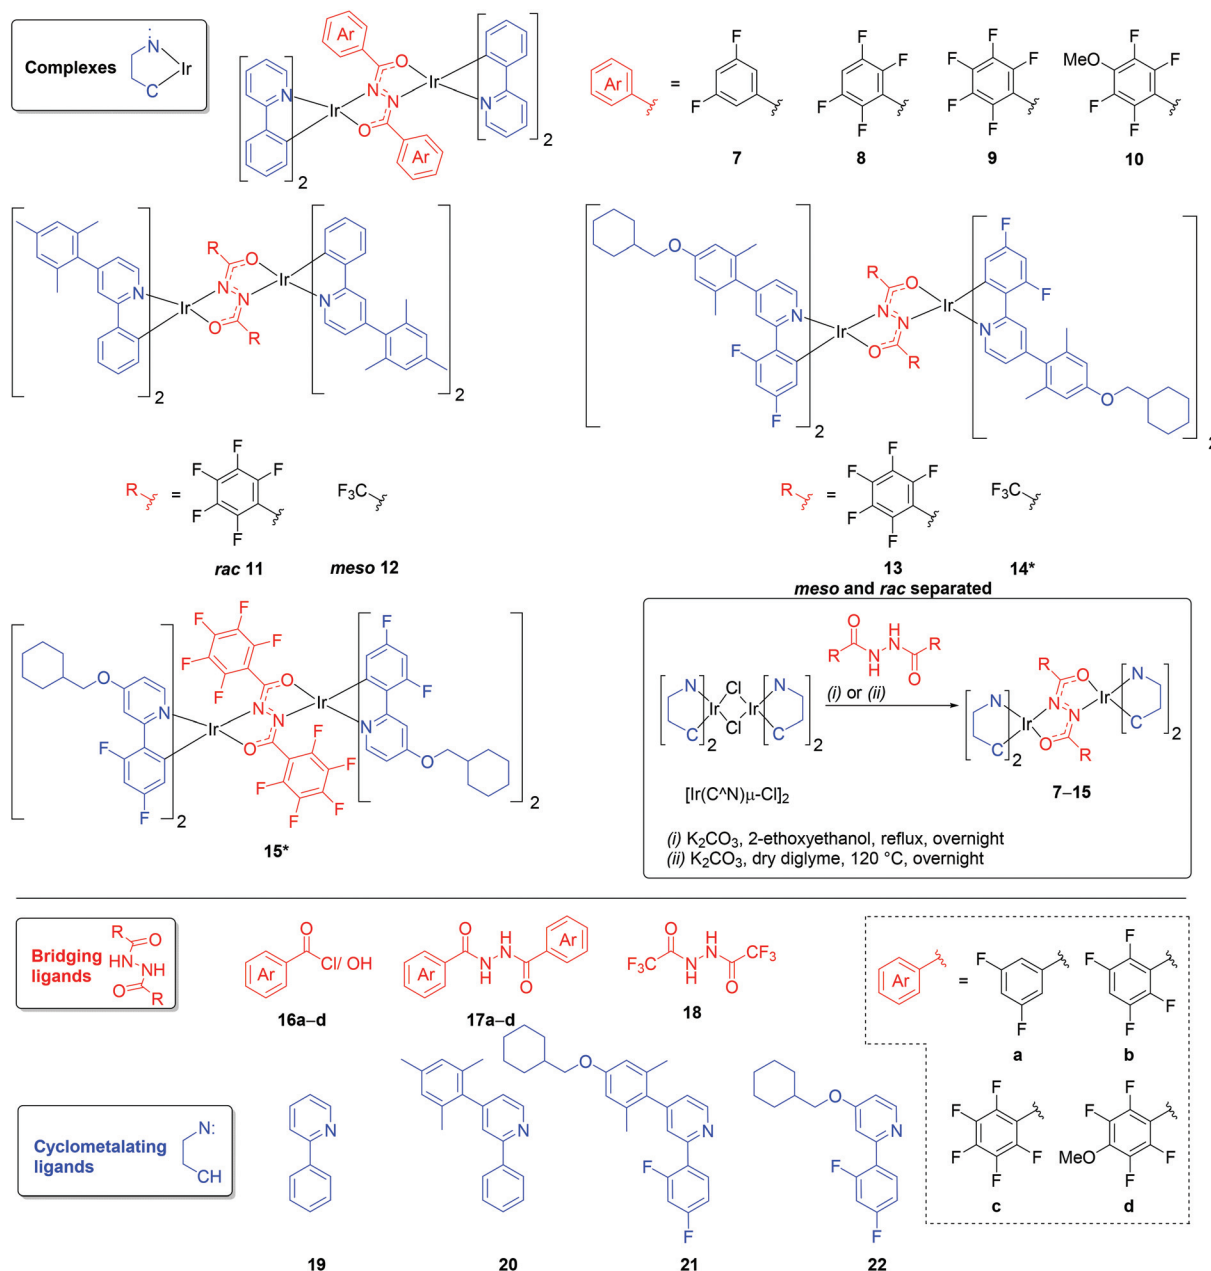 Complexes
N:
C
Ir
N
Ir
O
N
N
O
Ir
N
Ar
Ar
2
2
Ar
=
F
F
7
F
F
F
F
8
F
F
F
F
F
9
MeO
F
F
F
F
10
N
Ir
O
N
N
O
Ir
N
R
R
2
2
O
N
F
F
Ir
O
N
N
O
Ir
N
R
R
F
F
O
2
2
R
=
F
F
F
F
F
F3C
rac 11
meso 12
R
=
F
F
F
F
F
F3C
13
14*
meso and rac separated
O
N
F
F
Ir
O
N
N
O
Ir
N
F
F
F
F
F
F
F
F
F
F
F
F
O
2
2
15*
R
O
N
H
H
N
O
R
(i) or (ii)
N
C
2
Ir
Cl
Cl
Ir
N
C
2
[Ir(C^N)μ-Cl]2
N
C
2
Ir
O
N
N
O
R
R
Ir
N
C
2
7–15
(i) K2CO3, 2-ethoxyethanol, reflux, overnight
(ii) K2CO3, dry diglyme, 120 °C, overnight
Bridging
ligands
R
O
HN
NH
O
R
Ar
O
Cl/ OH
16a–d
Ar
O
N
H
H
N
O
Ar
17a–d
F3C
O
N
H
H
N
O
CF3
18
Ar
=
F
F
a
F
F
F
F
b
F
F
F
F
F
c
F
F
MeO
F
F
d
Cyclometalating
ligands
N:
CH
N
19
N
20
O
N
F
F
21
O
N
F
F
22